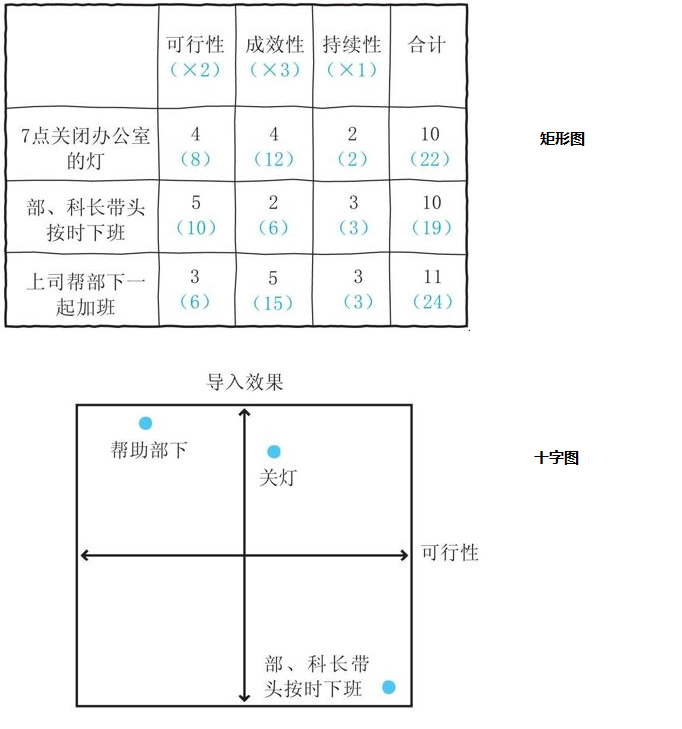 可行性 成效性 持续性 合计
（×2） （×3） （×1）
7点关闭办公室 4 4 2 10
的灯 （8） （12） （2） （22）
部、科长带头 5 2 3 10
按时下班 （10） （6） （3） （19）
上司帮部下一 3 5 3 11
起加班 （6） （15） （3） （24）
矩形图
导入效果
帮助部下
关灯
十字图
可行性
部、科长带
头按时下班